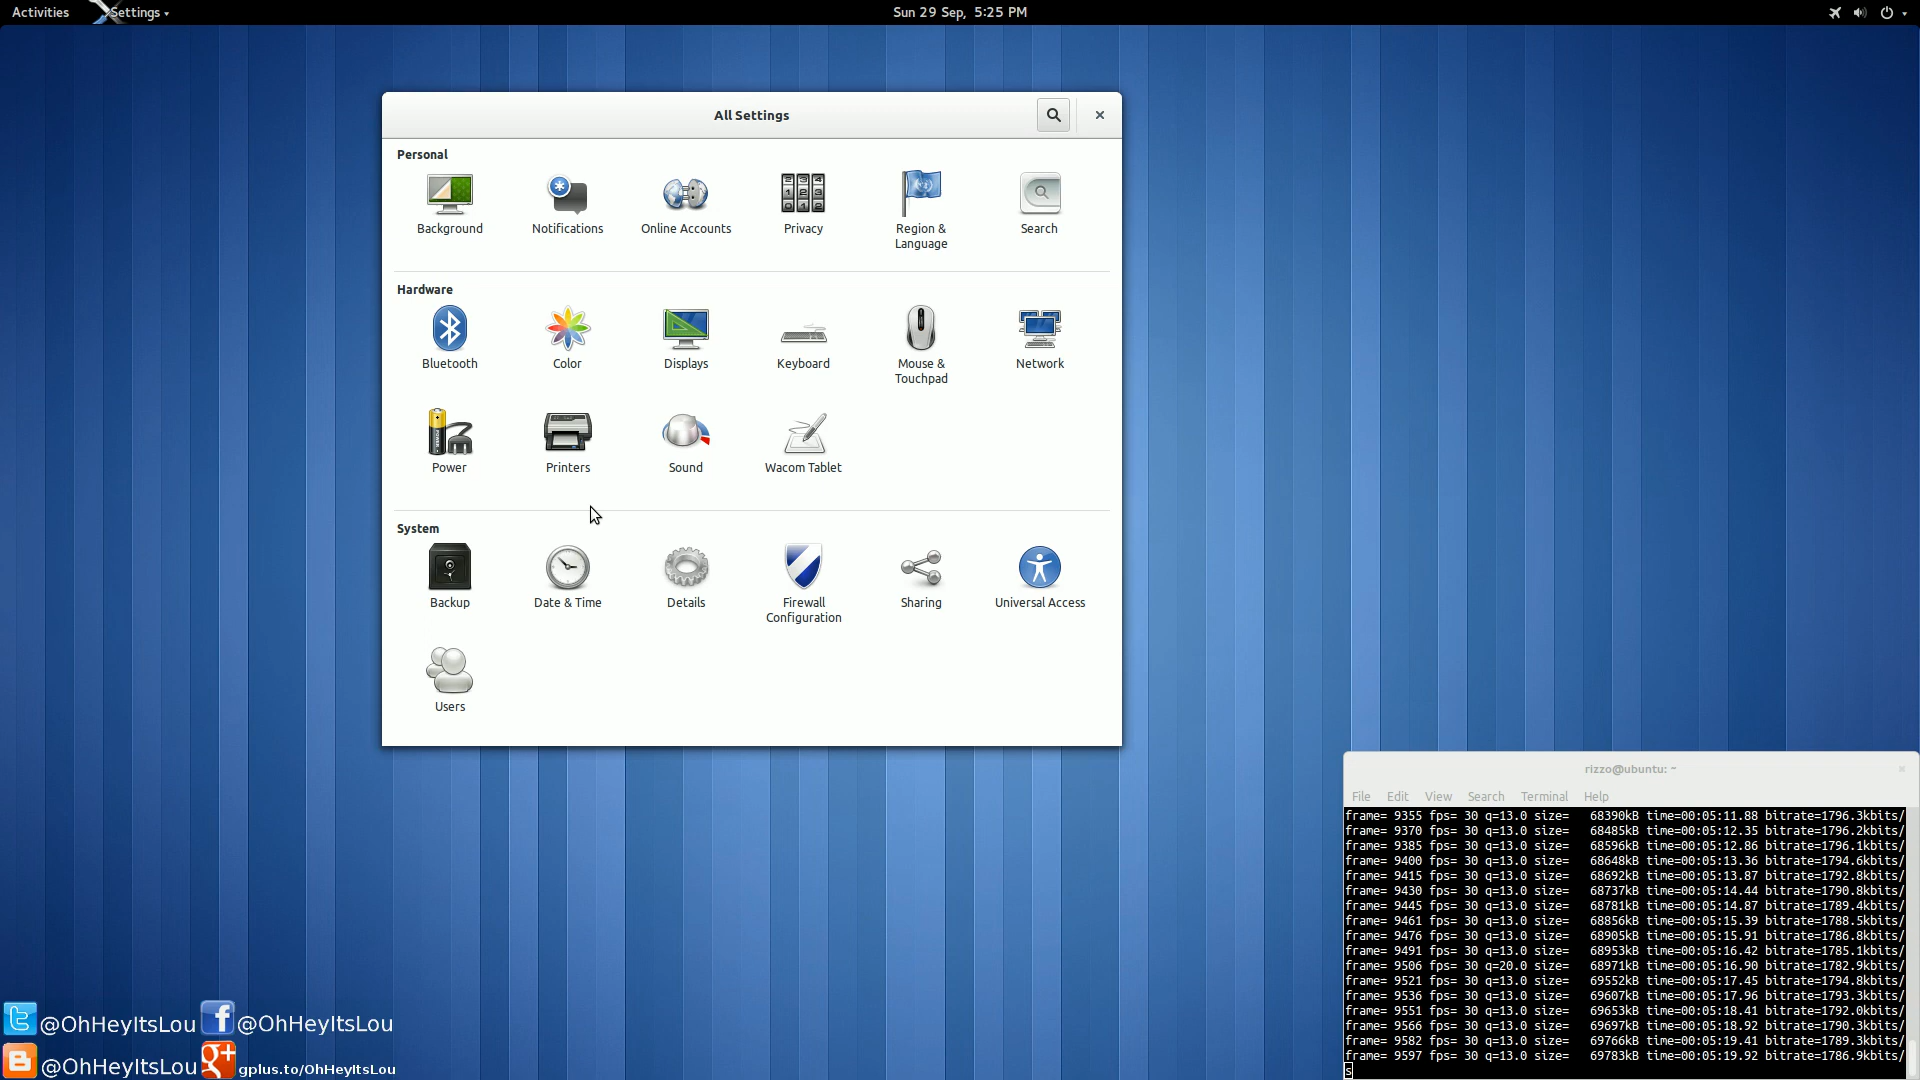 Activities
Settings
Sun 29 Sep, 5:25 PM
All Settings
Personal
Background
Notifications
Online Accounts
Privacy
Region &
Language
Search
Hardware
Bluetooth
Color
Displays
Keyboard
Mouse &
Touchpad
Network
Power
Printers
Sound
Wacom Tablet
System
Backup
Date & Time
Details
Firewall
Configuration
Sharing
Universal Access
Users
rizzo@ubuntu: ~
File Edit View Search Terminal Help
frame= 9355 fps= 30 q=13.0 size=   68390kB time=00:05:11.88 bitrate=1796.3kbits/
frame= 9370 fps= 30 q=13.0 size=   68485kB time=00:05:12.35 bitrate=1796.2kbits/
frame= 9385 fps= 30 q=13.0 size=   68596kB time=00:05:12.86 bitrate=1796.1kbits/
frame= 9400 fps= 30 q=13.0 size=   68648kB time=00:05:13.36 bitrate=1794.6kbits/
frame= 9415 fps= 30 q=13.0 size=   68692kB time=00:05:13.87 bitrate=1792.8kbits/
frame= 9430 fps= 30 q=13.0 size=   68737kB time=00:05:14.44 bitrate=1790.8kbits/
frame= 9445 fps= 30 q=13.0 size=   68781kB time=00:05:14.87 bitrate=1789.4kbits/
frame= 9461 fps= 30 q=13.0 size=   68856kB time=00:05:15.39 bitrate=1788.5kbits/
frame= 9476 fps= 30 q=13.0 size=   68905kB time=00:05:15.91 bitrate=1786.8kbits/
frame= 9491 fps= 30 q=13.0 size=   68953kB time=00:05:16.42 bitrate=1785.1kbits/
frame= 9506 fps= 30 q=20.0 size=   68971kB time=00:05:16.90 bitrate=1782.9kbits/
frame= 9521 fps= 30 q=13.0 size=   69552kB time=00:05:17.45 bitrate=1794.8kbits/
frame= 9536 fps= 30 q=13.0 size=   69607kB time=00:05:17.96 bitrate=1793.3kbits/
frame= 9551 fps= 30 q=13.0 size=   69653kB time=00:05:18.41 bitrate=1792.0kbits/
frame= 9566 fps= 30 q=13.0 size=   69697kB time=00:05:18.92 bitrate=1790.3kbits/
frame= 9582 fps= 30 q=13.0 size=   69766kB time=00:05:19.41 bitrate=1789.3kbits/
frame= 9597 fps= 30 q=13.0 size=   69783kB time=00:05:19.92 bitrate=1786.9kbits/
s
@OhHeyItsLou
@OhHeyItsLou
@OhHeyItsLou
gplus.to/OhHeyItsLou